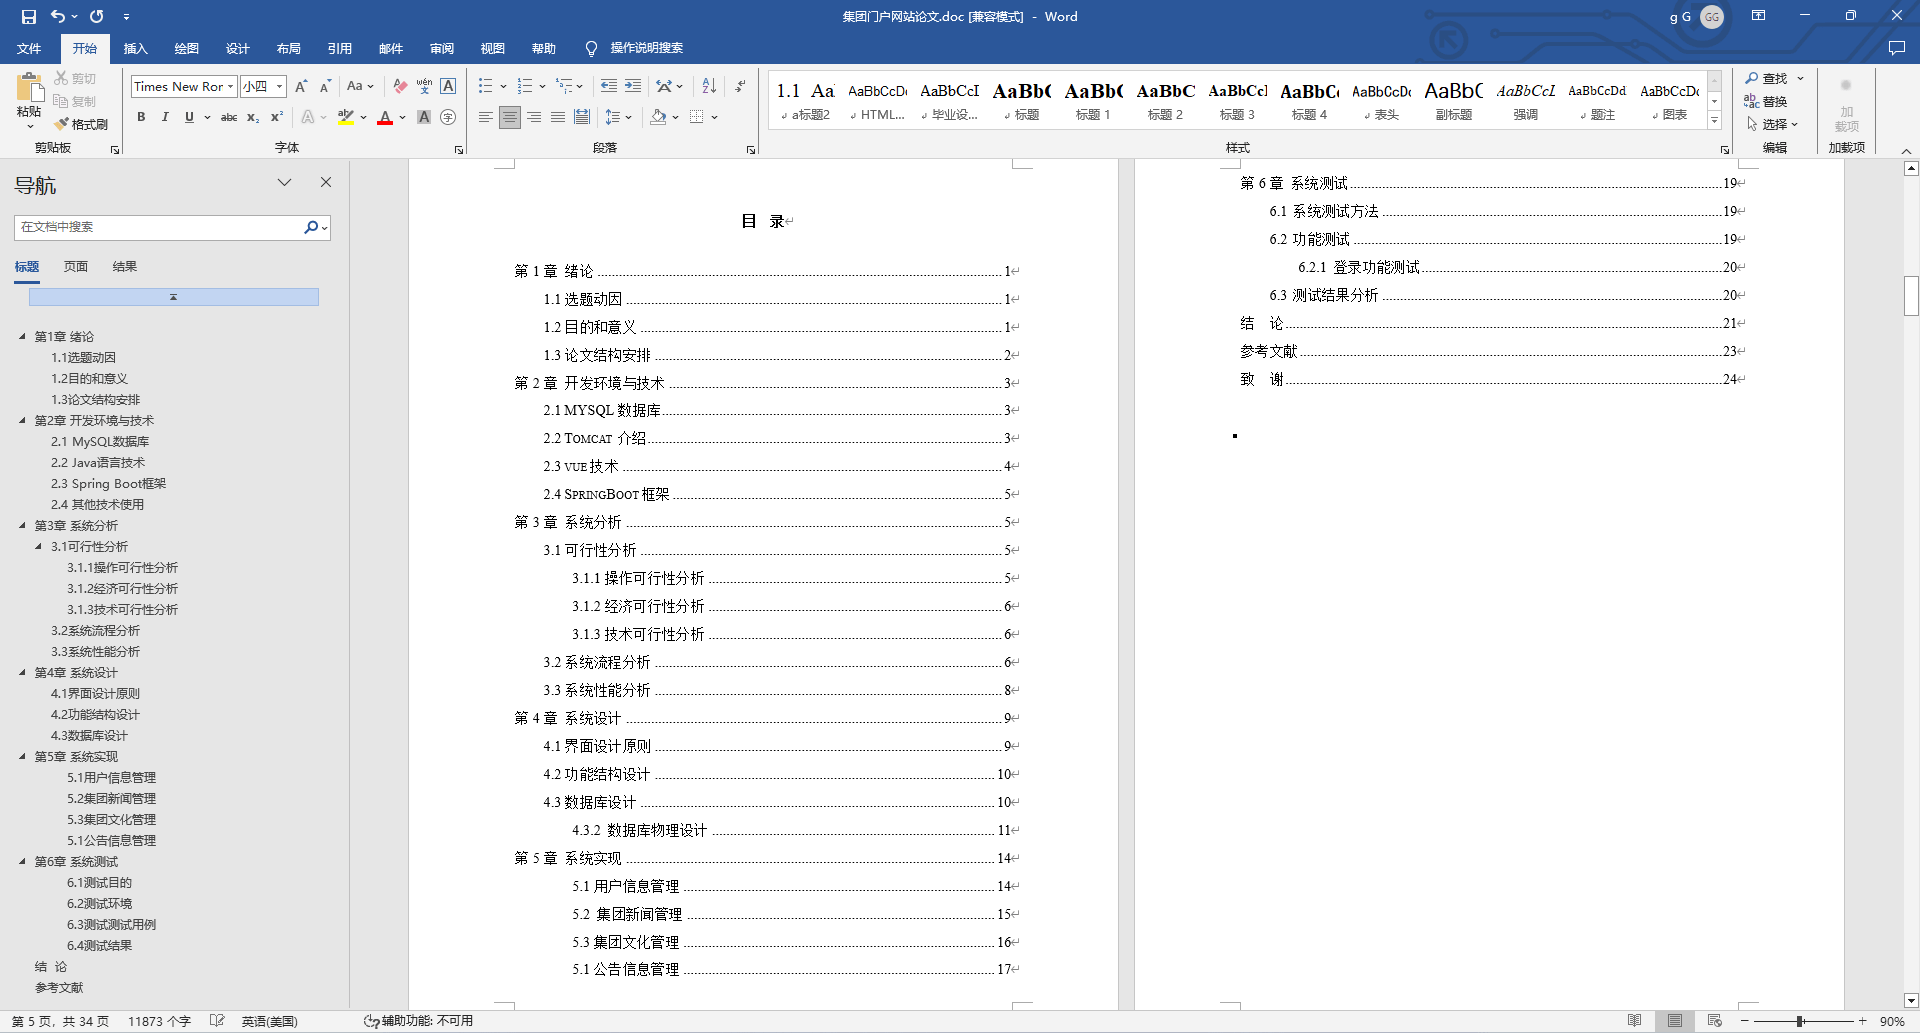 集团门户网站论文.doc [兼容模式] - Word
g G
GG
文件 开始 插入 绘图 设计 布局 引用 邮件 审阅 视图 帮助 操作说明搜索
粘贴
剪切
复制
格式刷
剪贴板
Times New Ror
小四
字体
段落
1.1 Aa
a标题2
AaBbCcDc
HTML...
AaBbCcI
毕业设...
AaBb(
标题
AaBb(
标题 1
AaBbC
标题 2
AaBbCcl
标题 3
AaBbC
标题 4
AaBbCcDc
表头
AaBbC
副标题
AaBbCcL
强调
AaBbCcDd
题注
AaBbCcDc
图表
样式
查找
替换
选择
编辑
加载项
加载项
导航
在文档中搜索
标题 页面 结果
第1章 绪论
1.1选题动因
1.2目的和意义
1.3论文结构安排
第2章 开发环境与技术
2.1 MySQL数据库
2.2 Java语言技术
2.3 Spring Boot框架
2.4 其他技术使用
第3章 系统分析
3.1可行性分析
3.1.1操作可行性分析
3.1.2经济可行性分析
3.1.3技术可行性分析
3.2系统流程分析
3.3系统性能分析
第4章 系统设计
4.1界面设计原则
4.2功能结构设计
4.3数据库设计
第5章 系统实现
5.1用户信息管理
5.2集团新闻管理
5.3集团文化管理
5.1公告信息管理
第6章 系统测试
6.1测试目的
6.2测试环境
6.3测试测试用例
6.4测试结果
结 论
参考文献
目 录
第 1 章 绪论 1
1.1 选题动因 1
1.2 目的和意义 1
1.3 论文结构安排 2
第 2 章 开发环境与技术 3
2.1 MYSQL 数据库 3
2.2 TOMCAT 介绍 3
2.3 VUE 技术 4
2.4 SPRINGBOOT 框架 5
第 3 章 系统分析 5
3.1 可行性分析 5
3.1.1 操作可行性分析 5
3.1.2 经济可行性分析 6
3.1.3 技术可行性分析 6
3.2 系统流程分析 6
3.3 系统性能分析 8
第 4 章 系统设计 9
4.1 界面设计原则 9
4.2 功能结构设计 10
4.3 数据库设计 10
4.3.2 数据库物理设计 11
第 5 章 系统实现 14
5.1 用户信息管理 14
5.2 集团新闻管理 15
5.3 集团文化管理 16
5.1 公告信息管理 17
第 6 章 系统测试 19
6.1 系统测试方法 19
6.2 功能测试 19
6.2.1 登录功能测试 20
6.3 测试结果分析 20
结 论 21
参考文献 23
致 谢 24
第 5 页，共 34 页 11873 个字 英语(美国) 辅助功能: 不可用 90%